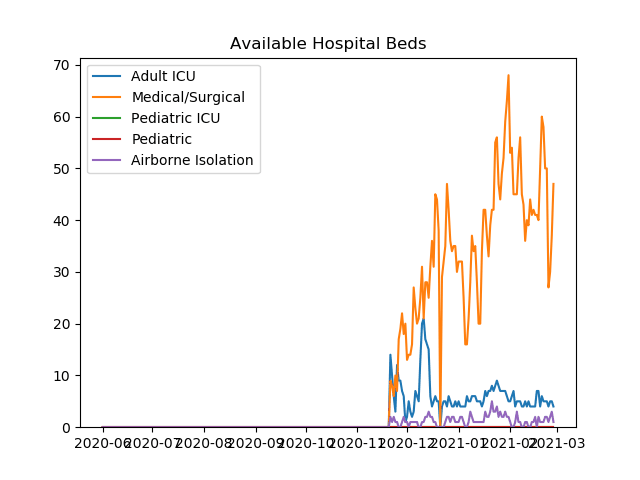 Available Hospital Beds
70
60
50
40
30
20
10
0
Adult ICU
Medical/Surgical
Pediatric ICU
Pediatric
Airborne Isolation
2020-06 2020-07 2020-08 2020-09 2020-10 2020-11 2020-12 2021-01 2021-02 2021-03